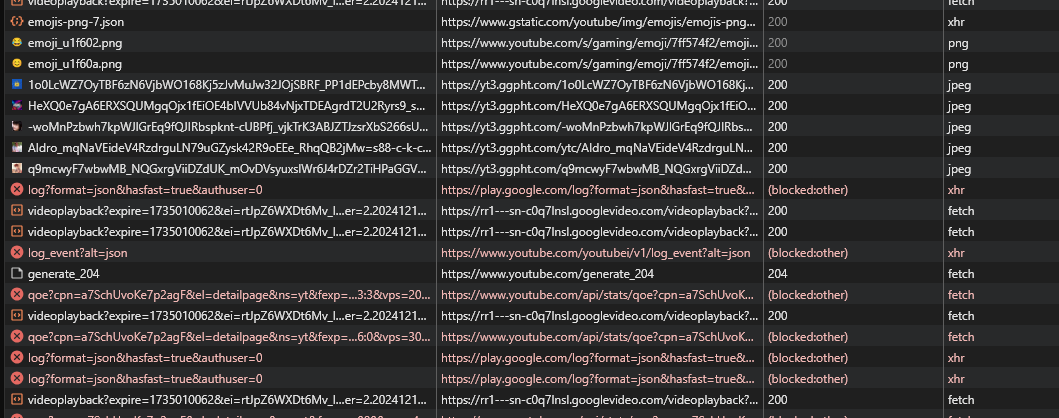 videoplayback?expire=1735010062&ei=rtJpZ6WXDt6Mv_I...er=2.2024121... https://rr1---sn-c0q7lnsl.googlevideo.com/videoplayback?... 200 fetch
emojis-png-7.json https://www.gstatic.com/youtube/img/emojis/emojis-png... 200 xhr
emoji_u1f602.png https://www.youtube.com/s/gaming/emoji/7ff574f2/emoji... 200 png
emoji_u1f60a.png https://www.youtube.com/s/gaming/emoji/7ff574f2/emoji... 200 png
1o0LcWZ7OyTBF6zN6VjbWO168Kj5zJvMuJw32JOjSBRF_PP1dEPcby8MWT... https://yt3.ggpht.com/1o0LcWZ7OyTBF6zN6VjbWO168Kj5z... 200 jpeg
HeXQ0e7gA6ERXSQUMgqOjx1fEiOE4bIVVUb84vNjxTDEAgrdT2U2Ryrs9_s... https://yt3.ggpht.com/HeXQ0e7gA6ERXSQUMgqOjx1fEiO... 200 jpeg
-woMnPzbwh7kpWJIGrEq9fQJIRbspknt-cUBPfj_vjkTrK3ABJZTJzsrXbS266sU... https://yt3.ggpht.com/-woMnPzbwh7kpWJIGrEq9fQJIRbs... 200 jpeg
AIdro_mqNaVEideV4RzdrguLN79uGZysk42R9oEEe_RhqQB2jMw=s88-c-k-c... https://yt3.ggpht.com/ytc/AIdro_mqNaVEideV4RzdrguLN... 200 jpeg
q9mcwyF7wbwMB_NQGxrgViiDZdUK_mOvDVsyuxsIWr6J4rDZr2TiHPaGGV... https://yt3.ggpht.com/q9mcwyF7wbwMB_NQGxrgViiDZd... 200 jpeg
log?format=json&hasfast=true&authuser=0 https://play.google.com/log?format=json&hasfast=true&... (blocked:other) xhr
videoplayback?expire=1735010062&ei=rtJpZ6WXDt6Mv_I...er=2.2024121... https://rr1---sn-c0q7lnsl.googlevideo.com/videoplayback?... 200 fetch
videoplayback?expire=1735010062&ei=rtJpZ6WXDt6Mv_I...er=2.2024121... https://rr1---sn-c0q7lnsl.googlevideo.com/videoplayback?... 200 fetch
log_event?alt=json https://www.youtube.com/youtubei/v1/log_event?alt=json (blocked:other) xhr
generate_204 https://www.youtube.com/generate_204 204 fetch
qoe?cpn=a7SchUvoKe7p2agF&el=detailpage&ns=yt&fexp=...3:3&vps=20... https://www.youtube.com/api/stats/qoe?cpn=a7SchUvoK... (blocked:other) fetch
videoplayback?expire=1735010062&ei=rtJpZ6WXDt6Mv_I...er=2.2024121... https://rr1---sn-c0q7lnsl.googlevideo.com/videoplayback?... 200 fetch
qoe?cpn=a7SchUvoKe7p2agF&el=detailpage&ns=yt&fexp=...6:0&vps=30... https://www.youtube.com/api/stats/qoe?cpn=a7SchUvoK... (blocked:other) fetch
log?format=json&hasfast=true&authuser=0 https://play.google.com/log?format=json&hasfast=true&... (blocked:other) xhr
log?format=json&hasfast=true&authuser=0 https://play.google.com/log?format=json&hasfast=true&... (blocked:other) xhr
videoplayback?expire=1735010062&ei=rtJpZ6WXDt6Mv_I...er=2.2024121... https://rr1---sn-c0q7lnsl.googlevideo.com/videoplayback?... 200 fetch